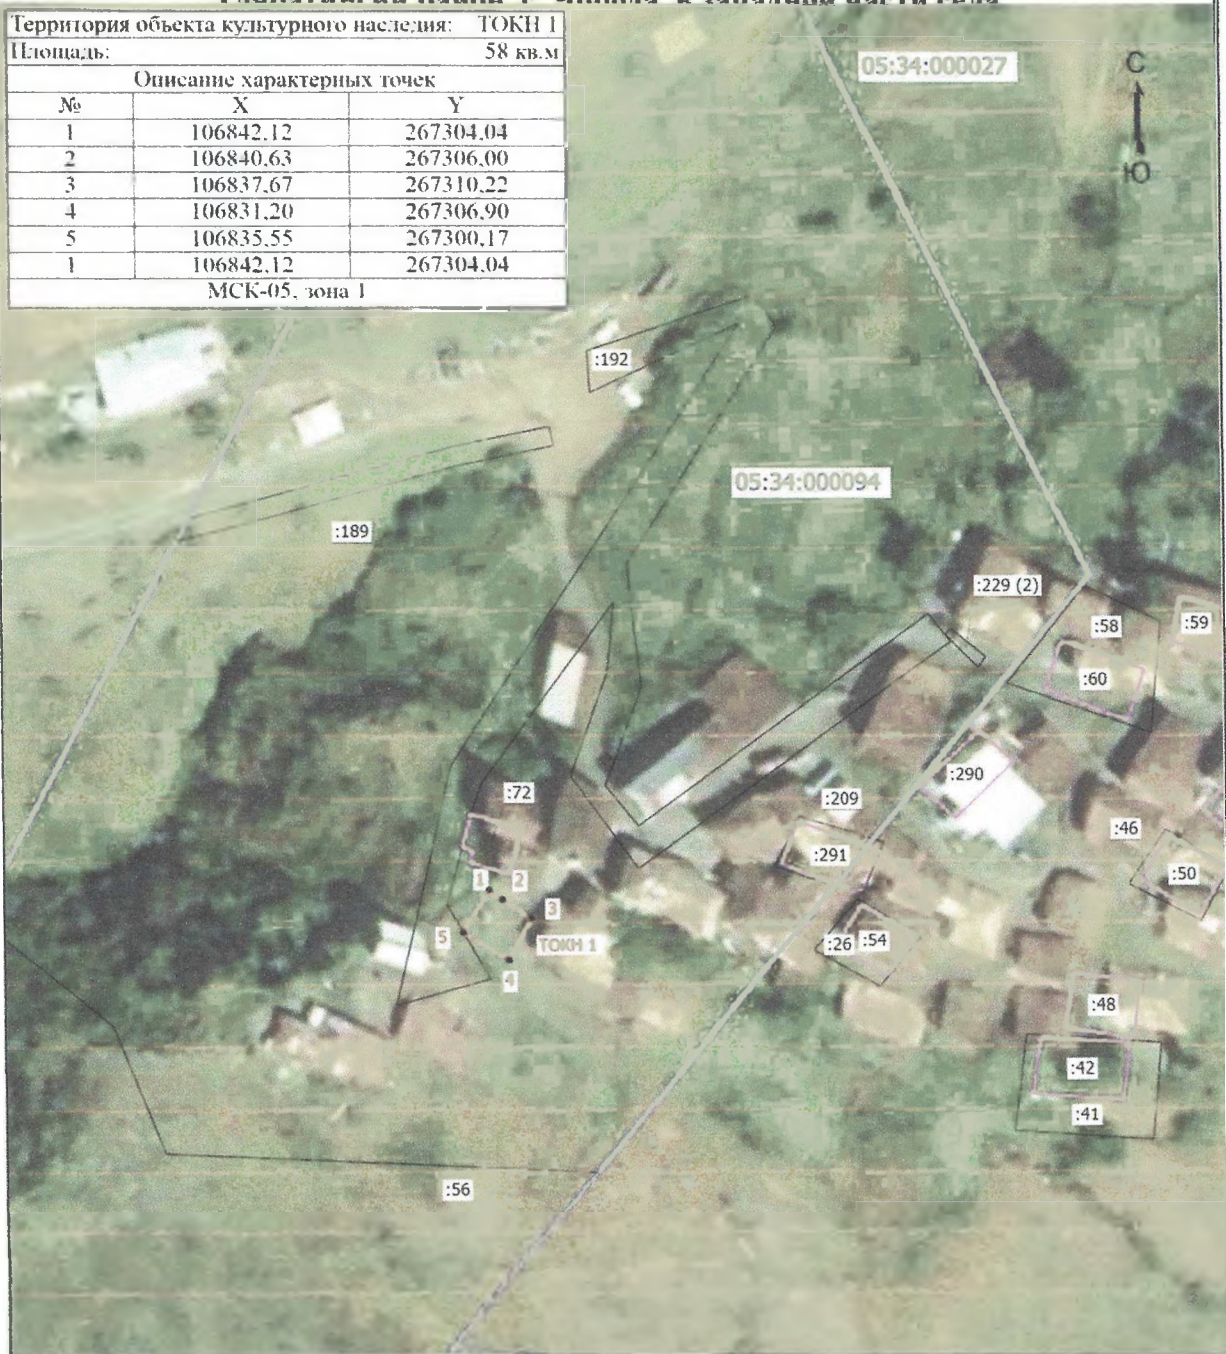 в западной части села
Территория объекта культурного наследия: ТОКН 1
Площадь: 58 кв.м
Описание характерных точек
№ X Y
1 106842,12 267304,04
2 106840,63 267306,00
3 106837,67 267310,22
4 106831,20 267306,90
5 106835,55 267300,17
1 106842,12 267304,04
МСК-05, зона 1
05:34:000027
С
Ю
:192
05:34:000094
:189
:229 (2)
:58
:59
:60
:290
:72
:209
:46
:291
:50
1
2
3
5
ТОКН 1
:26
:54
4
:48
:42
:41
:56